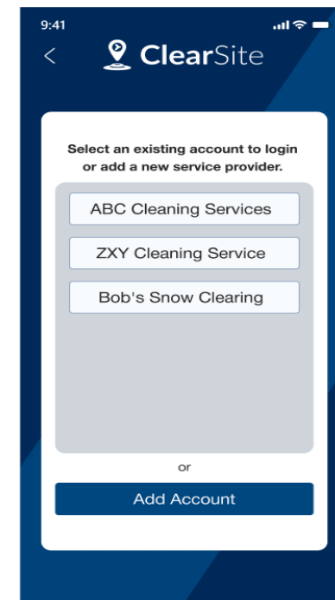 9:41
ClearSite
Select an existing account to login
or add a new service provider.
ABC Cleaning Services
ZXY Cleaning Service
Bob's Snow Clearing
or
Add Account